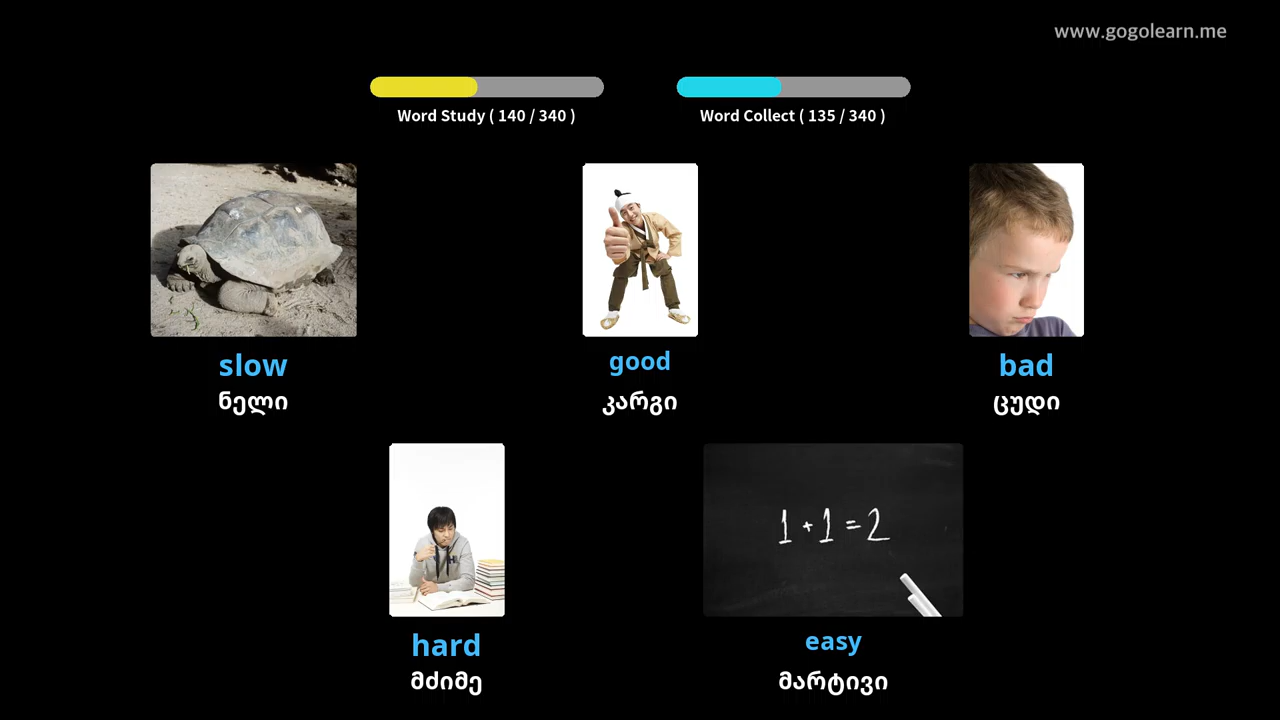 www.gogolearn.me
Word Study ( 140 / 340 )
Word Collect ( 135 / 340 )
slow
ნელი
good
კარგი
bad
ცუდი
1 + 1 = 2
hard
მძიმე
easy
მარტივი